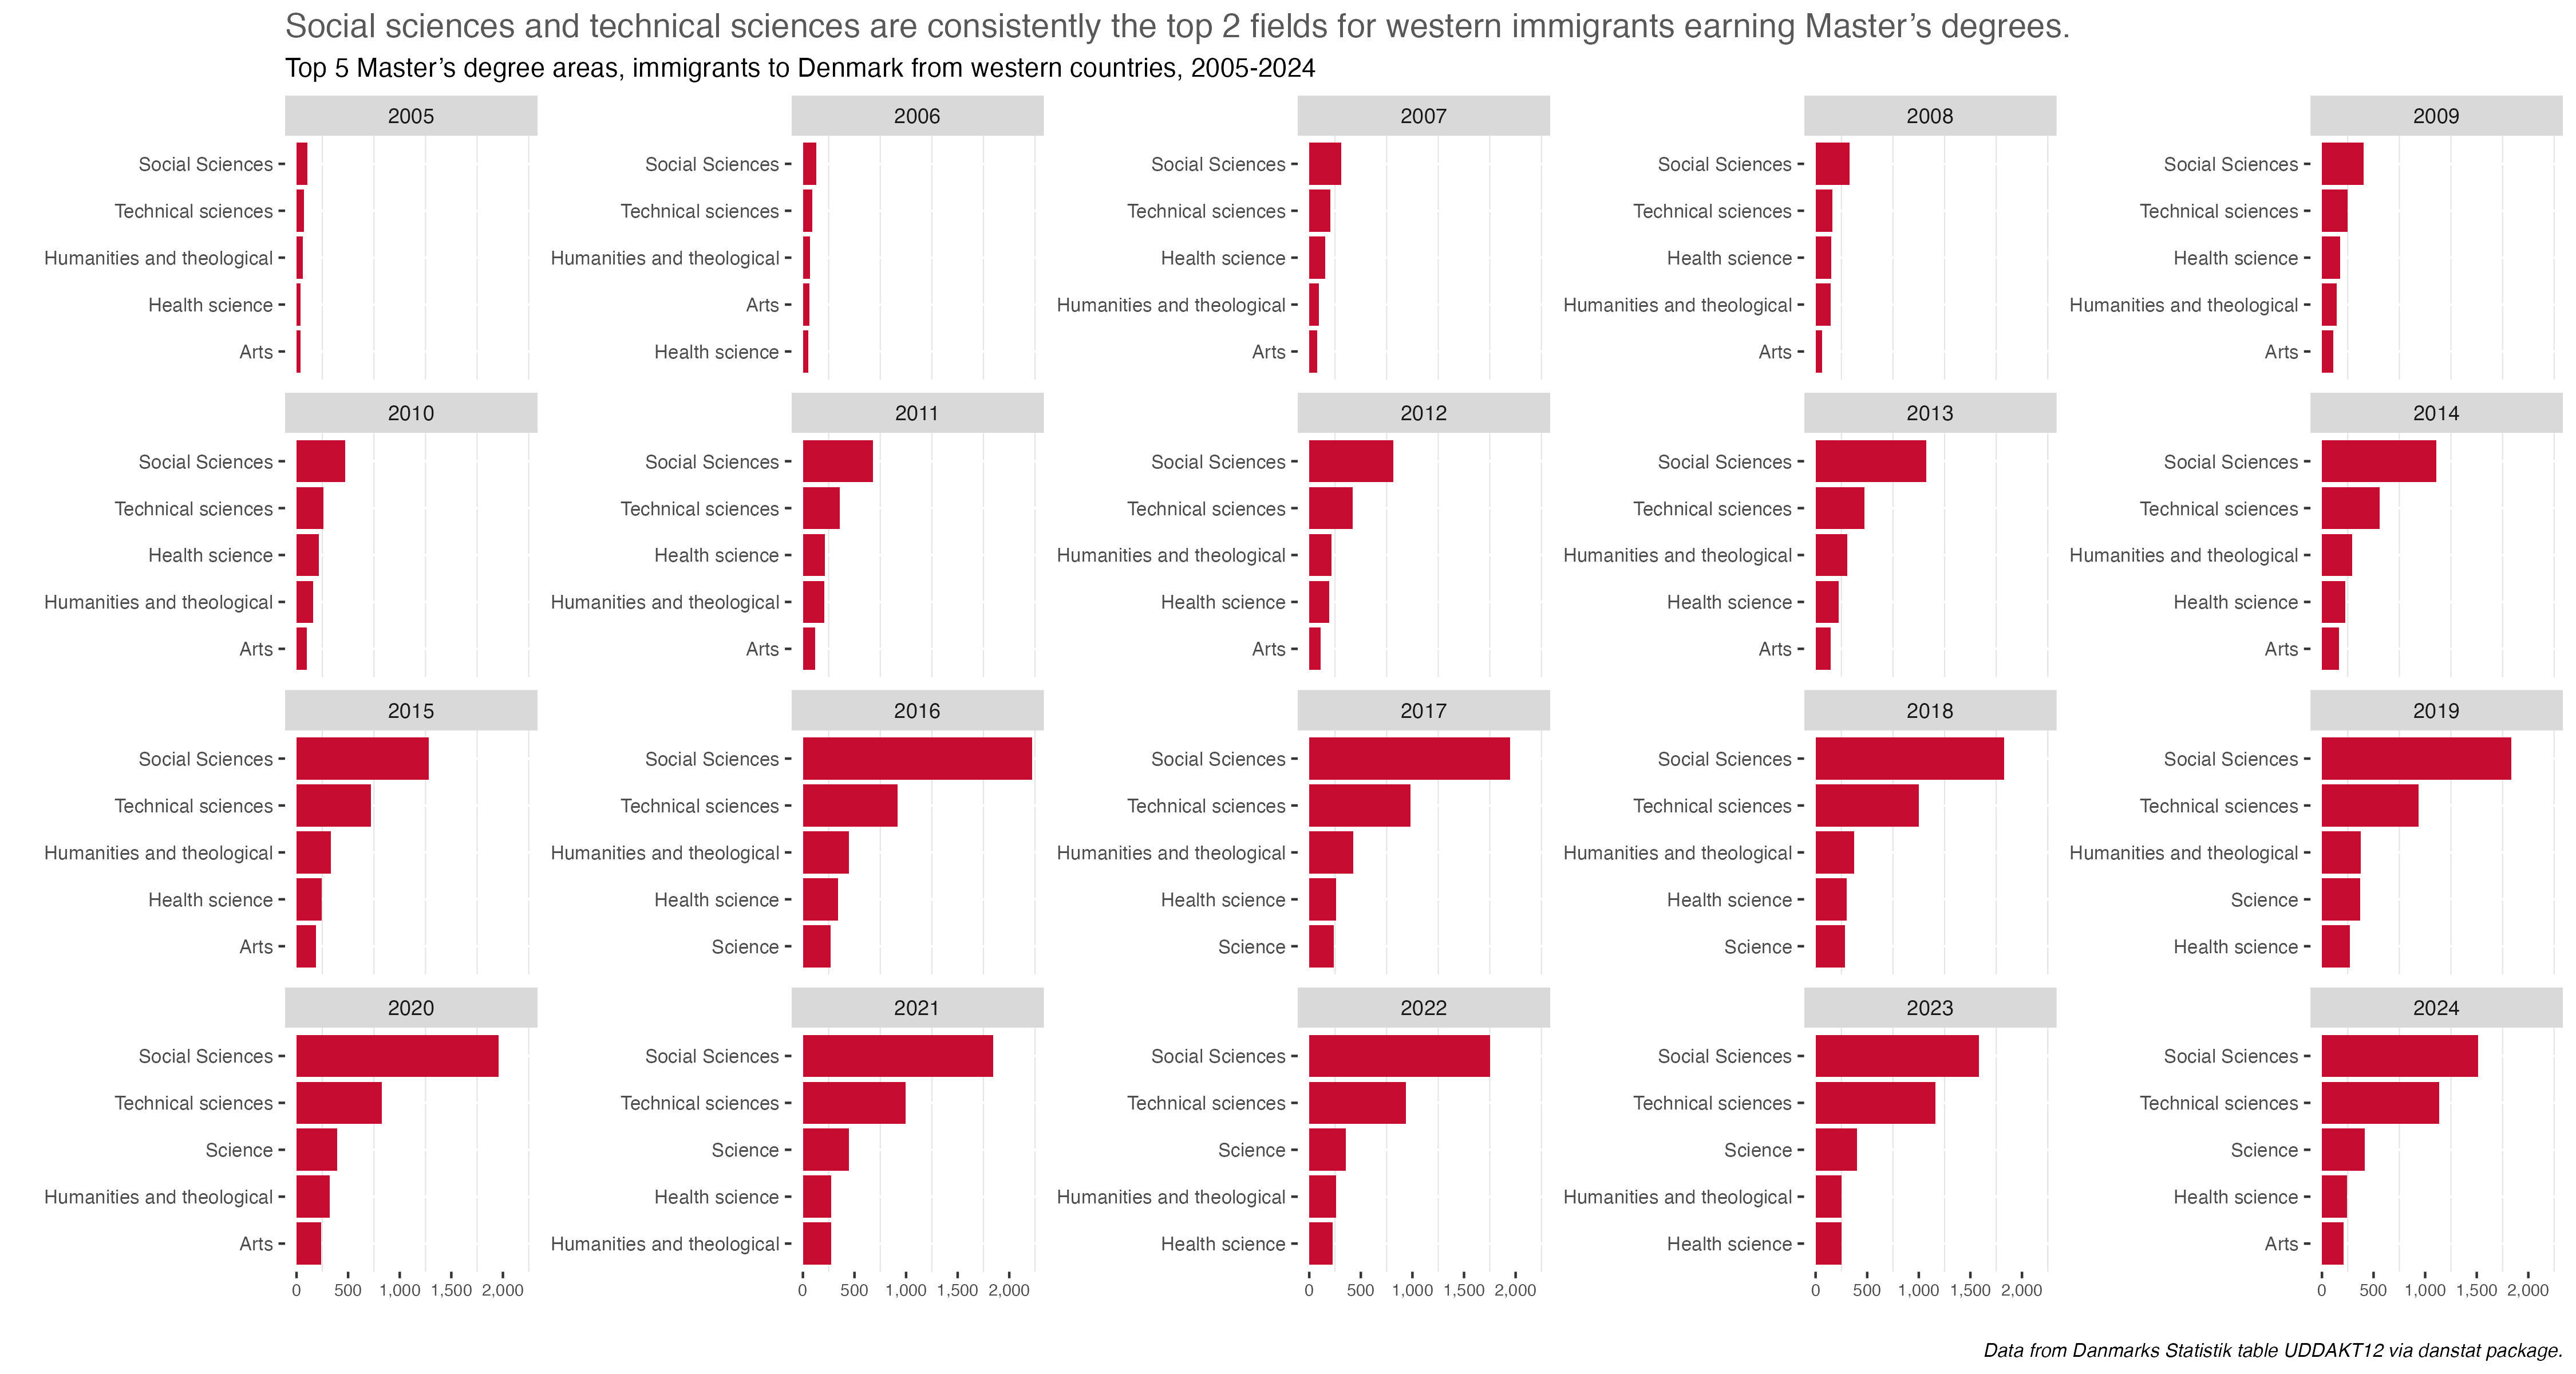 Social sciences and technical sciences are consistently the top 2 fields for western immigrants earning Master’s degrees.
Top 5 Master’s degree areas, immigrants to Denmark from western countries, 2005-2024
2005
Social Sciences
Technical sciences
Humanities and theological
Health science
Arts
2006
Social Sciences
Technical sciences
Humanities and theological
Arts
Health science
2007
Social Sciences
Technical sciences
Health science
Humanities and theological
Arts
2008
Social Sciences
Technical sciences
Health science
Humanities and theological
Arts
2009
Social Sciences
Technical sciences
Health science
Humanities and theological
Arts
2010
Social Sciences
Technical sciences
Health science
Humanities and theological
Arts
2011
Social Sciences
Technical sciences
Health science
Humanities and theological
Arts
2012
Social Sciences
Technical sciences
Humanities and theological
Health science
Arts
2013
Social Sciences
Technical sciences
Humanities and theological
Health science
Arts
2014
Social Sciences
Technical sciences
Humanities and theological
Health science
Arts
2015
Social Sciences
Technical sciences
Humanities and theological
Health science
Arts
2016
Social Sciences
Technical sciences
Humanities and theological
Health science
Science
2017
Social Sciences
Technical sciences
Humanities and theological
Health science
Science
2018
Social Sciences
Technical sciences
Humanities and theological
Health science
Science
2019
Social Sciences
Technical sciences
Humanities and theological
Science
Health science
2020
Social Sciences
Technical sciences
Science
Humanities and theological
Arts
0 500 1,000 1,500 2,000
2021
Social Sciences
Technical sciences
Science
Health science
Humanities and theological
0 500 1,000 1,500 2,000
2022
Social Sciences
Technical sciences
Science
Humanities and theological
Health science
0 500 1,000 1,500 2,000
2023
Social Sciences
Technical sciences
Science
Humanities and theological
Health science
0 500 1,000 1,500 2,000
2024
Social Sciences
Technical sciences
Science
Health science
Arts
0 500 1,000 1,500 2,000
Data from Danmarks Statistik table UDDAKT12 via danstat package.